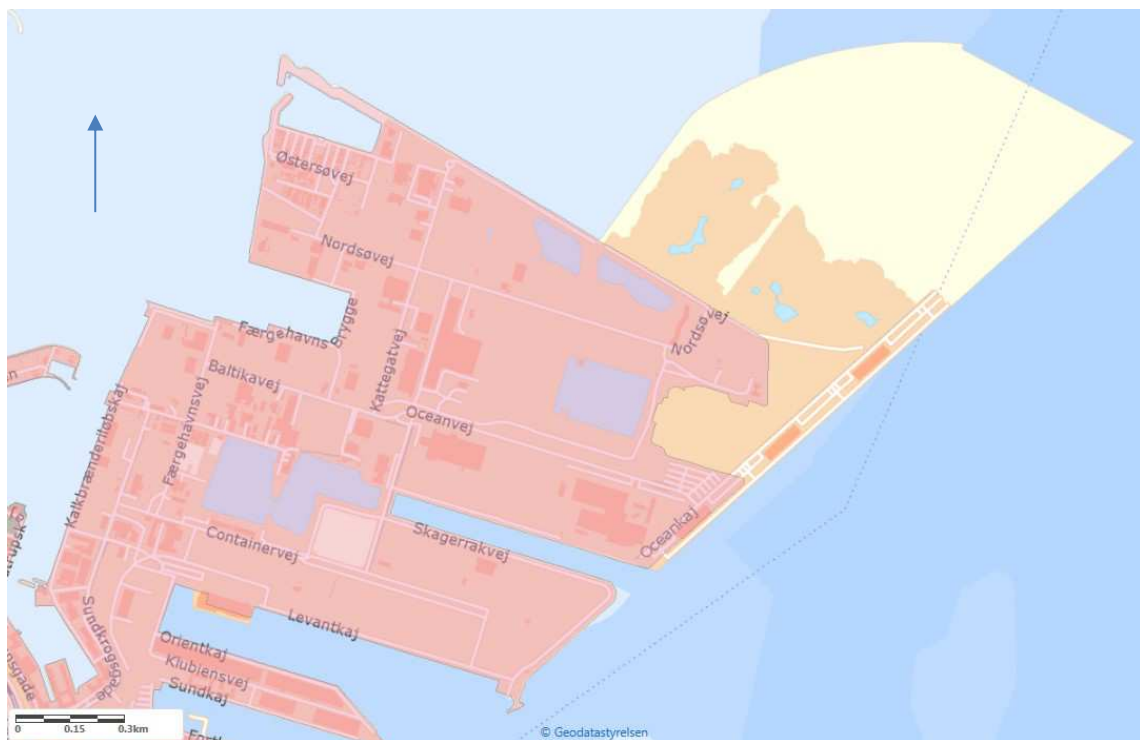 Østersøvej
Nordsøvej
Nordsøvej
Færgehavns
Brygge
Kattegatvej
Baltikavej
Oceanvej
Færgehavnsvej
Kalkbrænderiløbskaj
Skagerrakvej
Oceankaj
Containervej
Levantkaj
Sundkrogsgade
Orientkaj
Klubiensvej
Sundkaj
0 0.15 0.3km
© Geodatastyrelsen